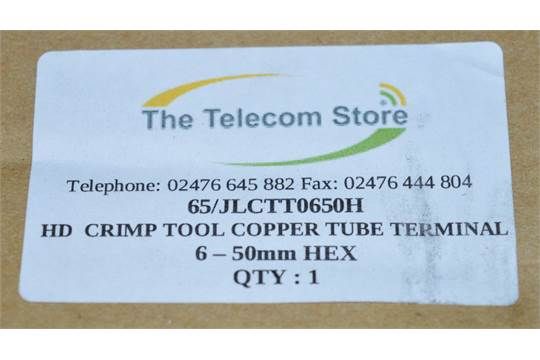 The Telecom Store
Telephone: 02476 645 882 Fax: 02476 444 804
65/JLCTT0650H
HD CRIMP TOOL COPPER TUBE TERMINAL
6 – 50mm HEX
QTY : 1